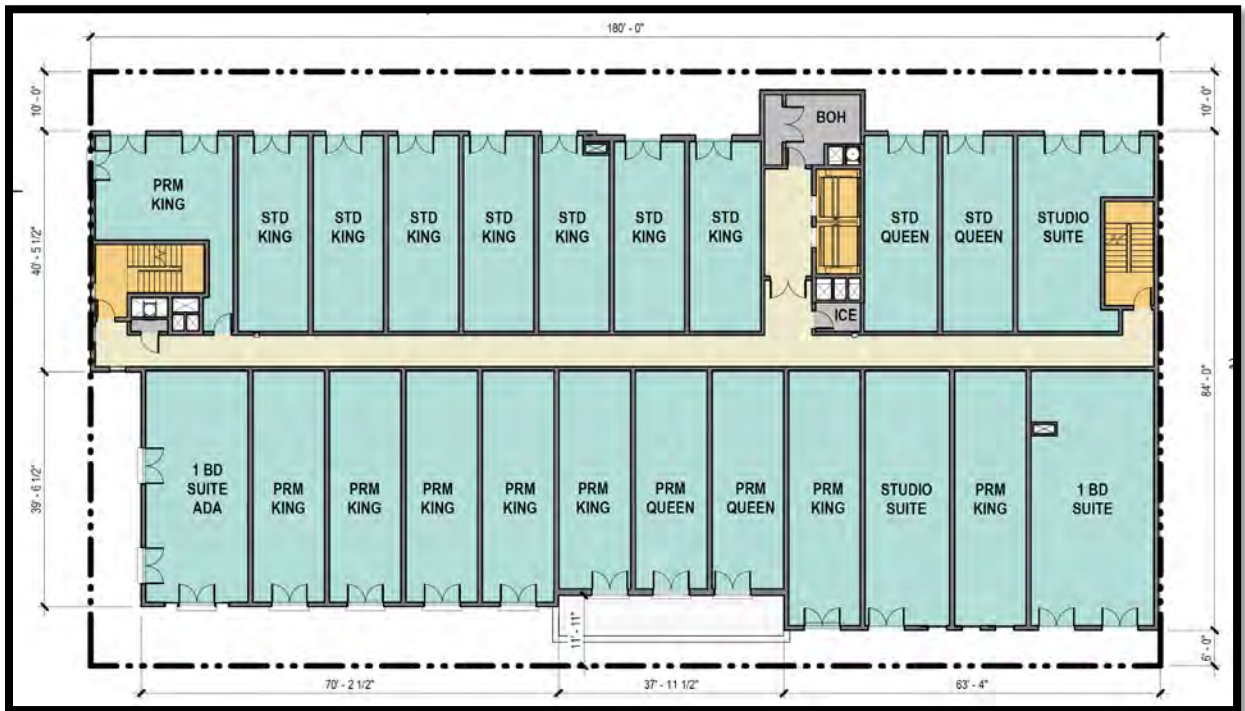 180' - 0"
10' - 0"
10' - 0"
BOH
PRM
KING
STD
KING
STD
KING
STD
KING
STD
KING
STD
KING
STD
KING
STD
KING
STD
QUEEN
STD
QUEEN
STUDIO
SUITE
40' - 5 1/2"
ICE
84' - 0"
39' - 6 1/2"
1 BD
SUITE
ADA
PRM
KING
PRM
KING
PRM
KING
PRM
KING
PRM
KING
PRM
QUEEN
PRM
QUEEN
PRM
KING
STUDIO
SUITE
PRM
KING
1 BD
SUITE
11' - 11"
6' - 0"
70' - 2 1/2"
37' - 11 1/2"
63' - 4"